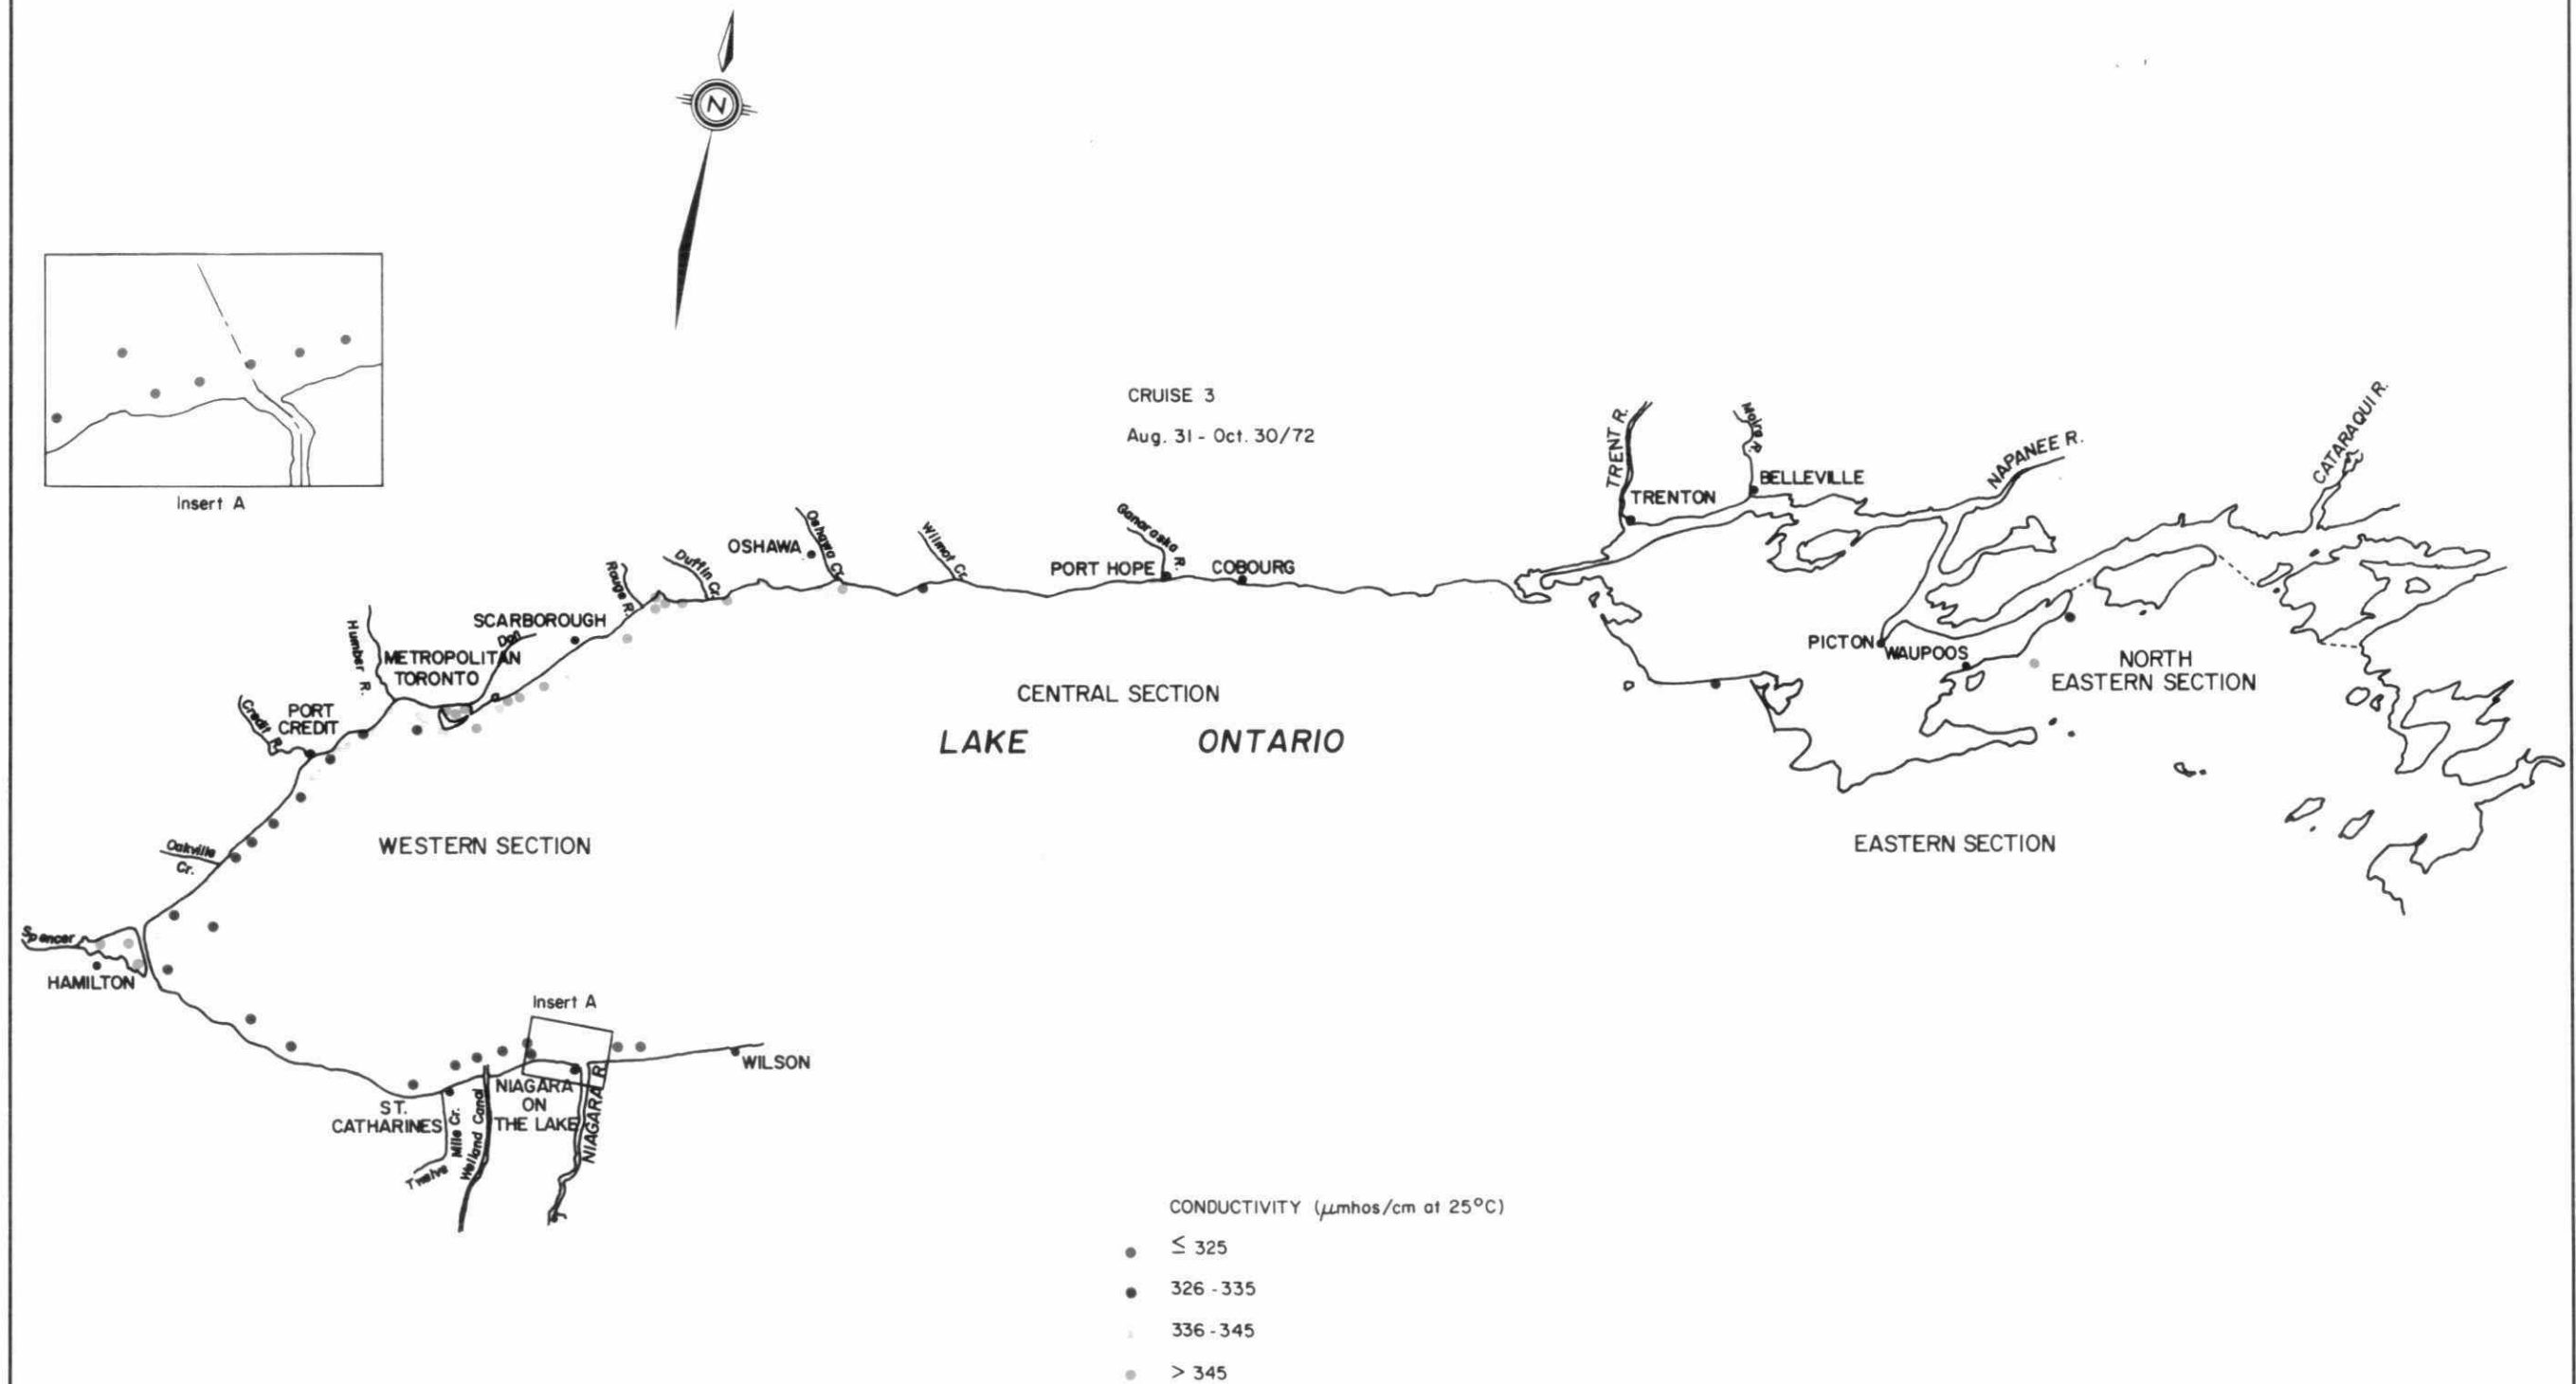 N
CRUISE 3
Aug. 31 - Oct. 30/72
Insert A
TRENT R.
Moira R.
NAPANEE R.
CATARAQUI R.
TRENTON
BELLEVILLE
Oshawa Cr.
Wilmot Cr.
Ganaraska R.
OSHAWA
Duffin Cr.
Rouge R.
PORT HOPE
COBOURG
SCARBOROUGH
Don
Humber R.
METROPOLITAN
TORONTO
PICTON
WAUPOOS
NORTH
EASTERN SECTION
CENTRAL SECTION
Credit R.
PORT
CREDIT
LAKE ONTARIO
WESTERN SECTION
EASTERN SECTION
Oakville
Cr.
Spencer
HAMILTON
Insert A
WILSON
NIAGARA
ON
THE LAKE
NIAGARA R.
ST.
CATHARINES
Twelve Mile Cr.
Welland Canal
CONDUCTIVITY (μmhos/cm at 25°C)
≤ 325
326 - 335
336 - 345
> 345